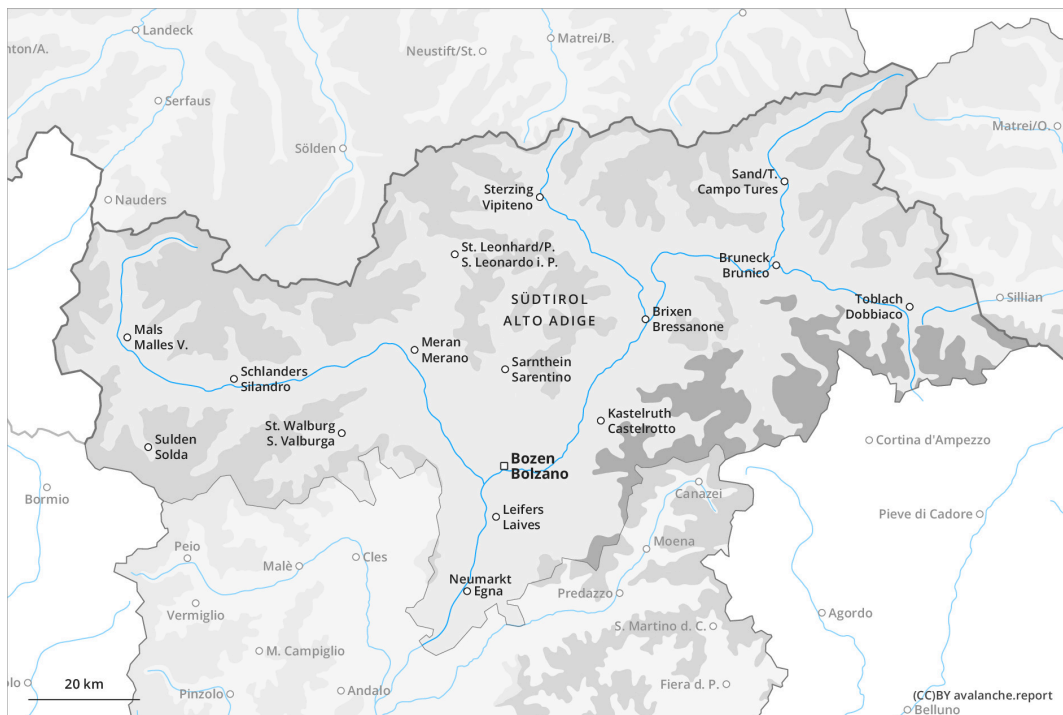 Landeck
nton/A.
Matrei/B.
Neustift/St.
Serfaus
Matrei/O.
Sölden
Sand/T.
Campo Tures
Sterzing
Vipiteno
Nauders
St. Leonhard/P.
S. Leonardo i. P.
Bruneck
Brunico
SÜDTIROL
ALTO ADIGE
Toblach
Dobbiaco
Sillian
Brixen
Bressanone
Mals
Malles V.
Meran
Merano
Sarnthein
Sarentino
Schlanders
Silandro
Kastelruth
Castelrotto
St. Walburg
S. Valburga
Sulden
Solda
Cortina d'Ampezzo
Bozen
Bolzano
Canazei
Bormio
Leifers
Laives
Pieve di Cadore
Moena
Peio
Cles
Malè
Neumarkt
Egna
Predazzo
Vermiglio
Agordo
S. Martino d. C.
M. Campiglio
20 km
olo
Pinzolo
Andalo
Fiera d. P.
(CC)BY avalanche.report
Belluno